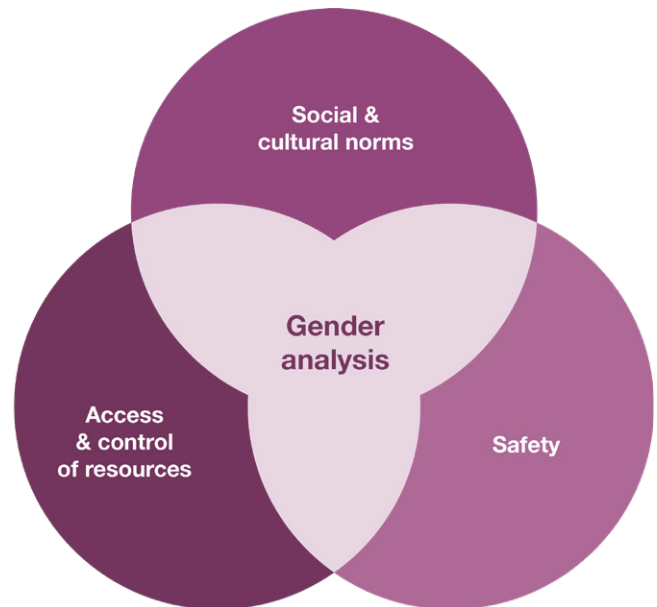 Social &
cultural norms
Gender
analysis
Access
& control
of resources
Safety